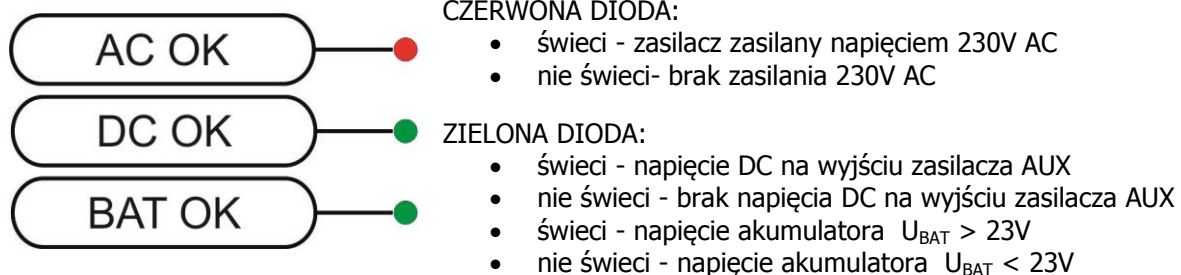 CZERWONA DIODA:
AC OK
• świeci - zasilacz zasilany napięciem 230V AC
• nie świeci- brak zasilania 230V AC
DC OK
ZIELONA DIODA:
• świeci - napięcie DC na wyjściu zasilacza AUX
• nie świeci - brak napięcia DC na wyjściu zasilacza AUX
BAT OK
• świeci - napięcie akumulatora UBAT > 23V
• nie świeci - napięcie akumulatora UBAT < 23V